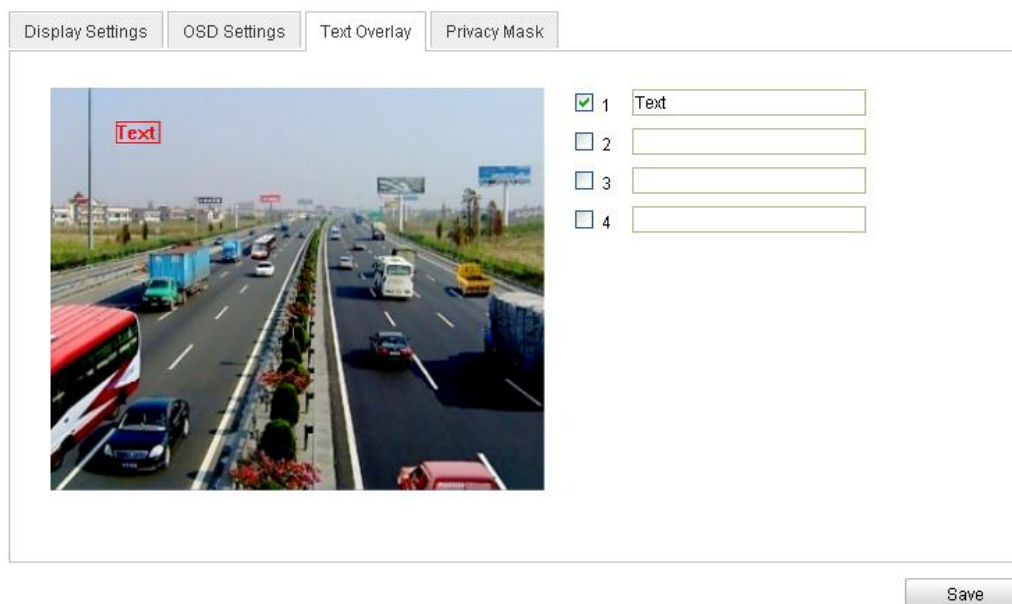 Display Settings
OSD Settings
Text Overlay
Privacy Mask
Text
1
Text
2
3
4
Save